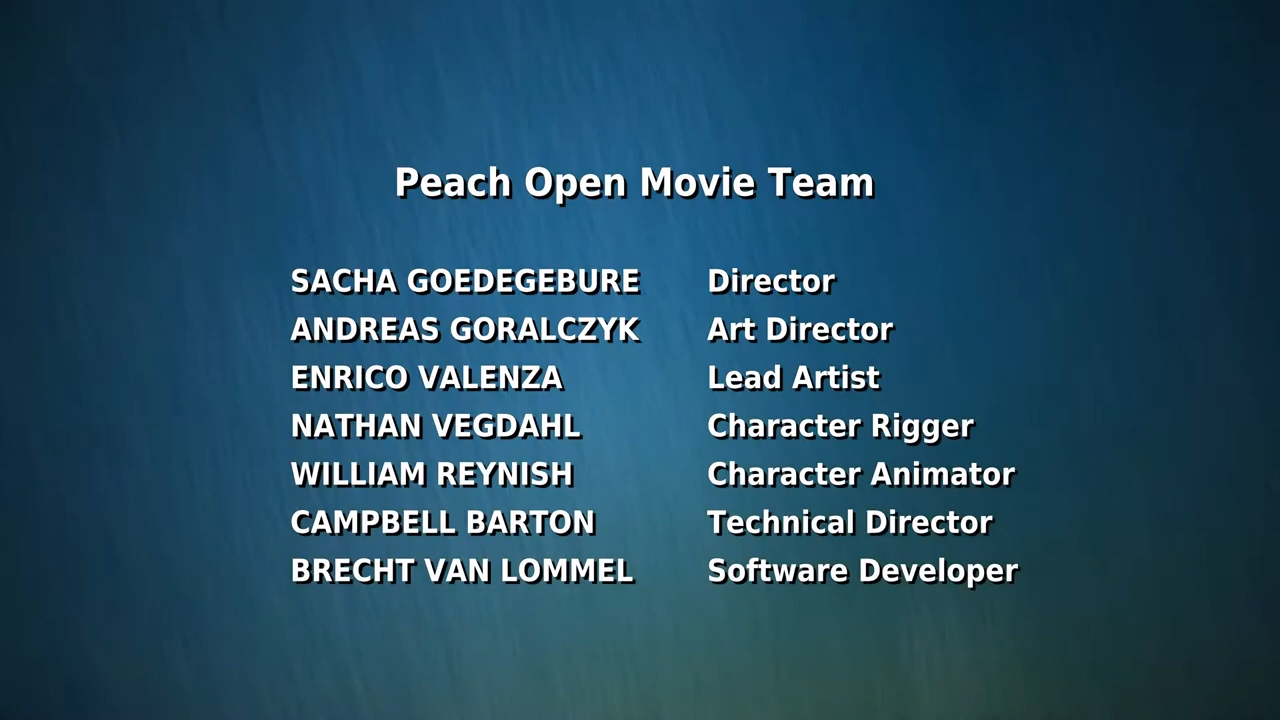 Peach Open Movie Team
SACHA GOEDEGEBURE Director
ANDREAS GORALCZYK Art Director
ENRICO VALENZA Lead Artist
NATHAN VEGDAHL Character Rigger
WILLIAM REYNISH Character Animator
CAMPBELL BARTON Technical Director
BRECHT VAN LOMMEL Software Developer